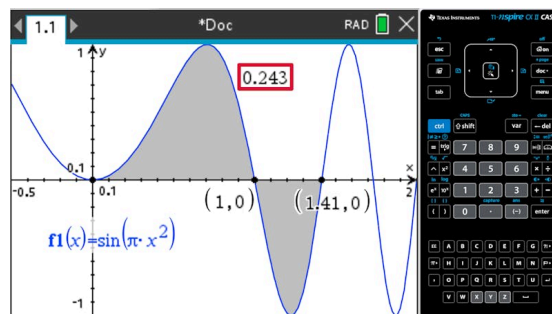 1.1
*Doc
RAD
1
y
0.243
0.1
x
-0.5
0.1
2
(1,0)
(1.41,0)
f1(x)=sin(π·x²)
-1
TEXAS INSTRUMENTS
TI-nspire CX II CAS
esc
on
doc
tab
menu
ctrl
shift
var
del
7 8 9
4 5 6
1 2 3
0 . (−)
enter
EE A B C D E F G
H I J K L M N
O P Q R S T U
V W X Y Z